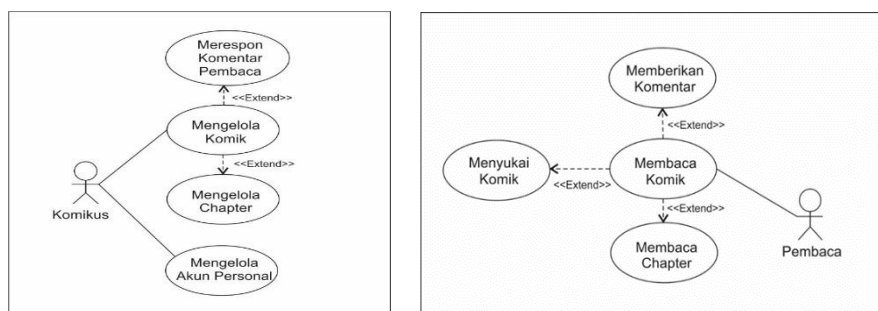 Merespon
Komentar
Pembaca
<<Extend>>
Mengelola
Komik
<<Extend>>
Mengelola
Chapter
Komikus
Mengelola
Akun Personal
Memberikan
Komentar
<<Extend>>
Menyukai
Komik
<<Extend>>
Membaca
Komik
<<Extend>>
Membaca
Chapter
Pembaca